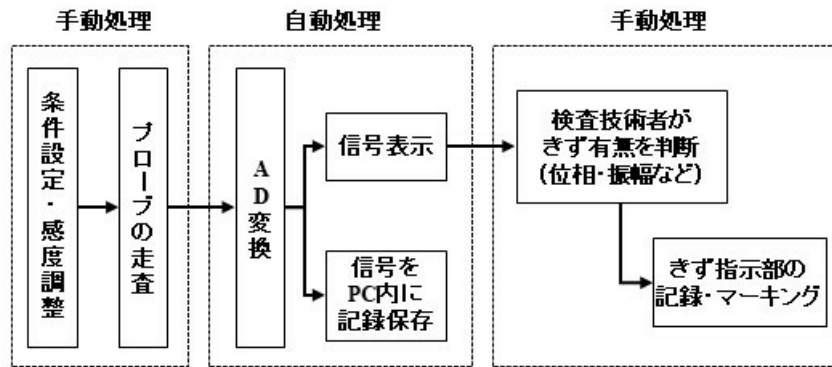 手動処理
自動処理
手動処理
条件設定・感度調整
プローブの走査
AD変換
信号表示
信号を
PC内に
記録保存
検査技術者が
きず有無を判断
(位相・振幅など)
きず指示部の
記録・マーキング